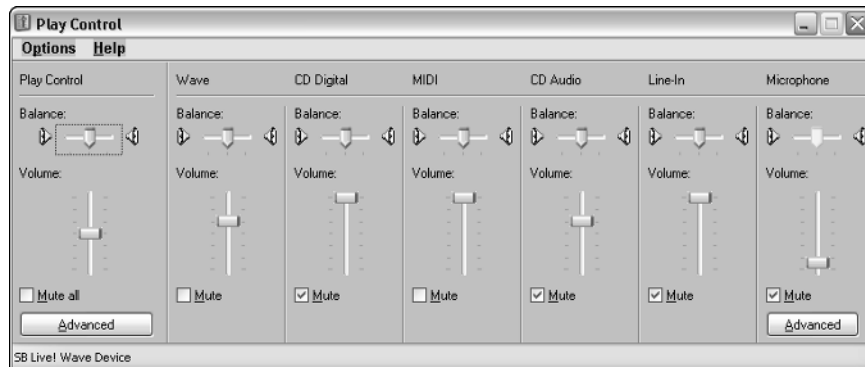 Play Control
Options Help
Play Control Wave CD Digital MIDI CD Audio Line-In Microphone
Balance: Balance: Balance: Balance: Balance: Balance: Balance:
Volume: Volume: Volume: Volume: Volume: Volume: Volume:
Mute all Mute Mute Mute Mute Mute Mute
Advanced Advanced
SB Live! Wave Device